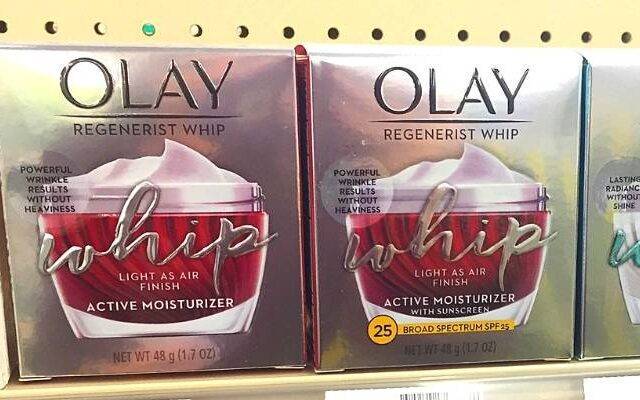 OLAY
REGENERIST WHIP
POWERFUL
WRINKLE
RESULTS
WITHOUT
HEAVINESS
whip
LIGHT AS AIR
FINISH
ACTIVE MOISTURIZER
NET WT 48 g (1.7 OZ)
OLAY
REGENERIST WHIP
POWERFUL
WRINKLE
RESULTS
WITHOUT
HEAVINESS
whip
LIGHT AS AIR
FINISH
ACTIVE MOISTURIZER
WITH SUNSCREEN
25 BROAD SPECTRUM SPF 25
NET WT 48 g (1.7 OZ)
LASTING
WITHOUT
SHINE